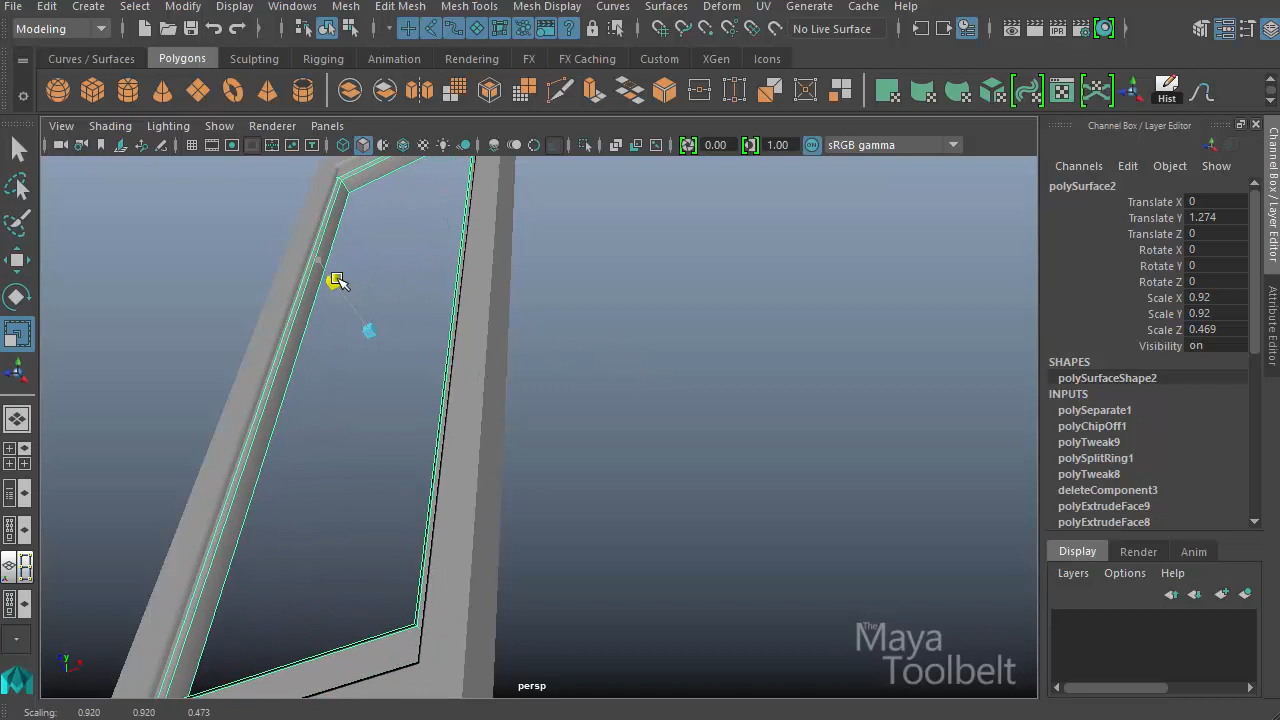 File Edit Create Select Modify Display Windows Mesh Edit Mesh Mesh Tools Mesh Display Curves Surfaces Deform UV Generate Cache Help
Modeling No Live Surface IPR
Curves / Surfaces Polygons Sculpting Rigging Animation Rendering FX FX Caching Custom XGen Icons
Hist
View Shading Lighting Show Renderer Panels
0.00 1.00 ON sRGB gamma
Channel Box / Layer Editor
Channels Edit Object Show
polySurface2
Translate X 0
Translate Y 1.274
Translate Z 0
Rotate X 0
Rotate Y 0
Rotate Z 0
Scale X 0.92
Scale Y 0.92
Scale Z 0.469
Visibility on
SHAPES
polySurfaceShape2
INPUTS
polySeparate1
polyChipOff1
polyTweak9
polySplitRing1
polyTweak8
deleteComponent3
polyExtrudeFace9
polyExtrudeFace8
Display Render Anim
Layers Options Help
Channel Box / Layer Editor
Attribute Editor
The
Maya
Toolbelt
persp
y
Scaling: 0.920 0.920 0.473